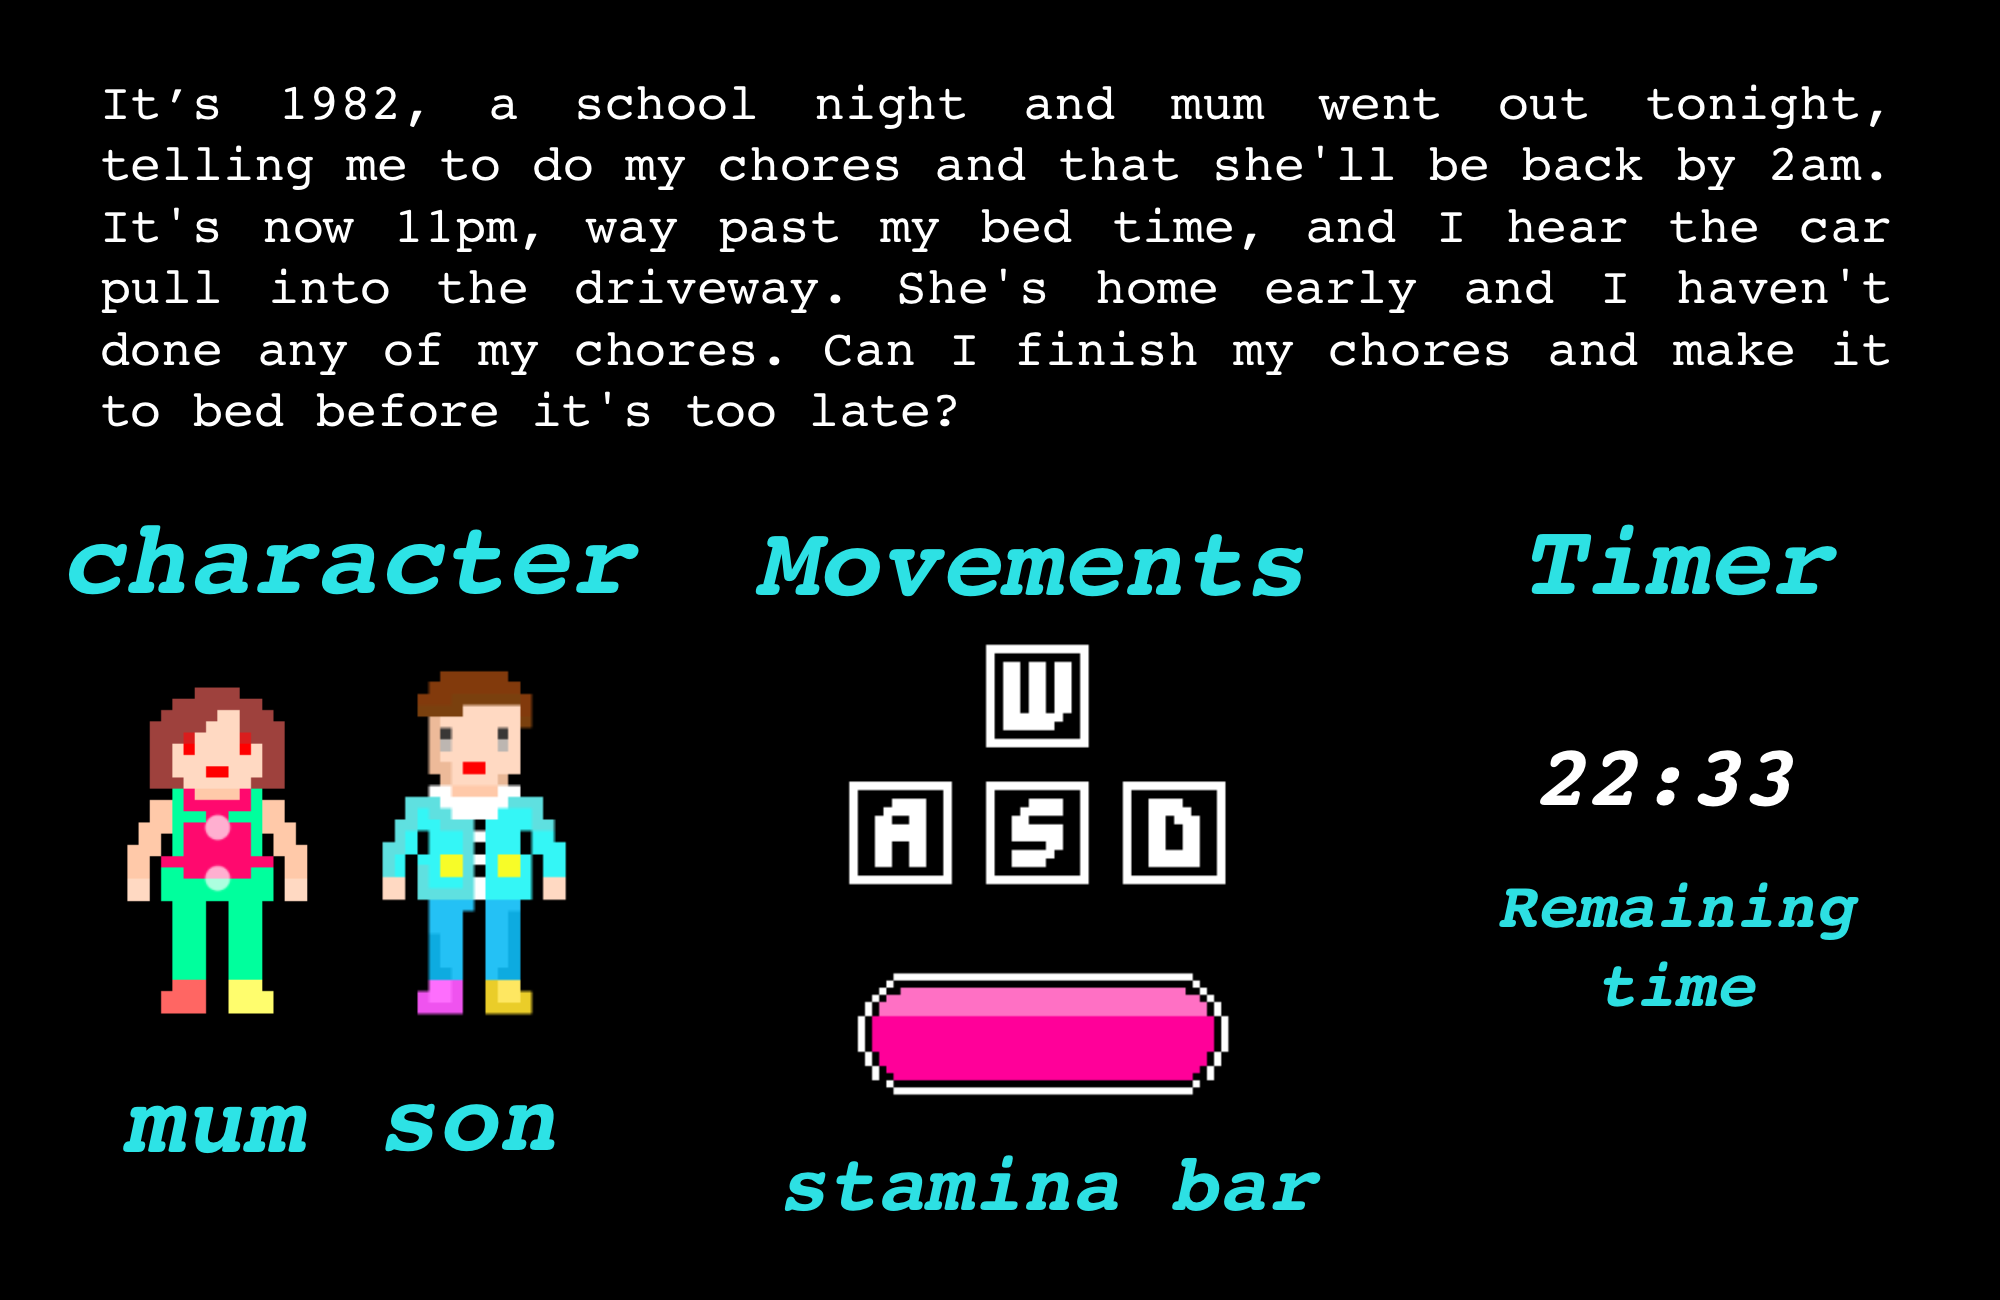 It’s 1982, a school night and mum went out tonight,
telling me to do my chores and that she'll be back by 2am.
It's now 11pm, way past my bed time, and I hear the car
pull into the driveway. She's home early and I haven't
done any of my chores. Can I finish my chores and make it
to bed before it's too late?
character
Movements
Timer
W
A S D
22:33
Remaining
time
mum son
stamina bar